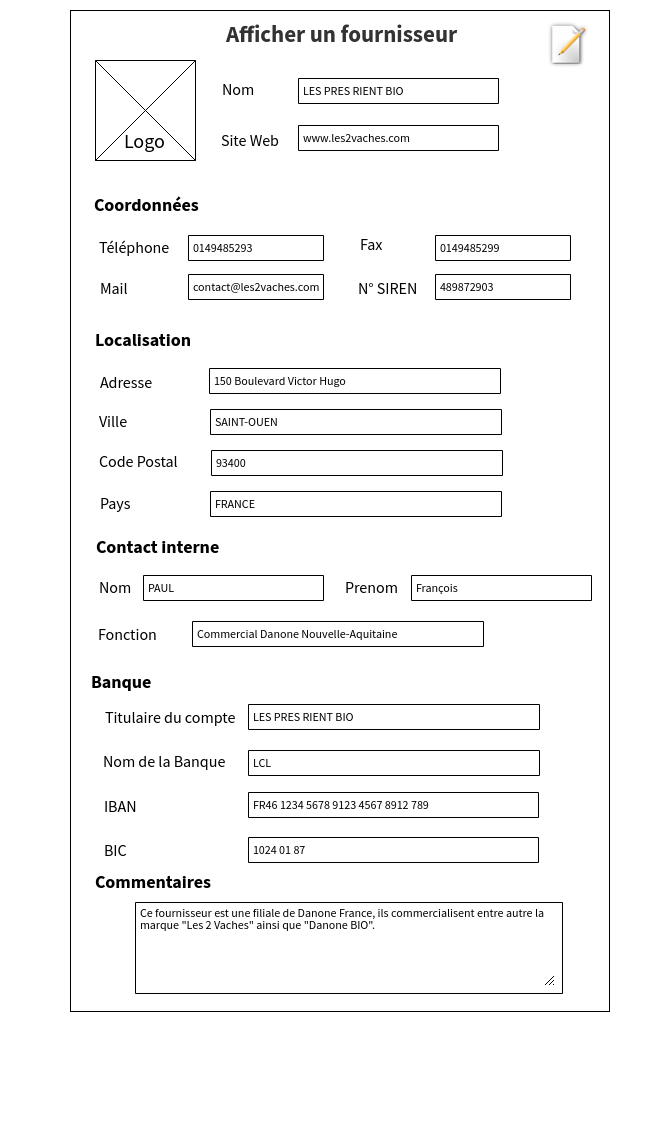 Afficher un fournisseur
Logo
Nom LES PRES RIENT BIO
Site Web www.les2vaches.com
Coordonnées
Téléphone 0149485293 Fax 0149485299
Mail contact@les2vaches.com N° SIREN 489872903
Localisation
Adresse 150 Boulevard Victor Hugo
Ville SAINT-OUEN
Code Postal 93400
Pays FRANCE
Contact interne
Nom PAUL Prenom François
Fonction Commercial Danone Nouvelle-Aquitaine
Banque
Titulaire du compte LES PRES RIENT BIO
Nom de la Banque LCL
IBAN FR46 1234 5678 9123 4567 8912 789
BIC 1024 01 87
Commentaires
Ce fournisseur est une filiale de Danone France, ils commercialisent entre autre la
marque "Les 2 Vaches" ainsi que "Danone BIO".